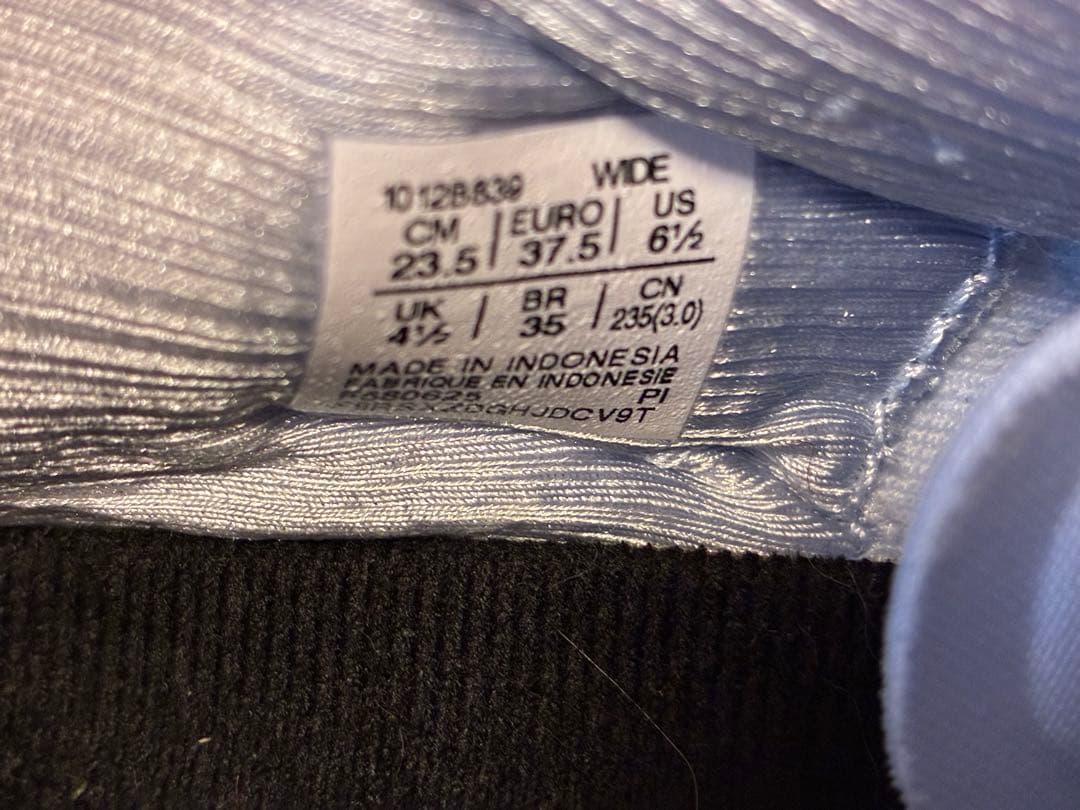 1012B839 WIDE
CM | EURO | US
23.5 | 37.5 | 6½
UK | BR | CN
4½ | 35 | 235(3.0)
MADE IN INDONESIA
FABRIQUE EN INDONESIE
PI